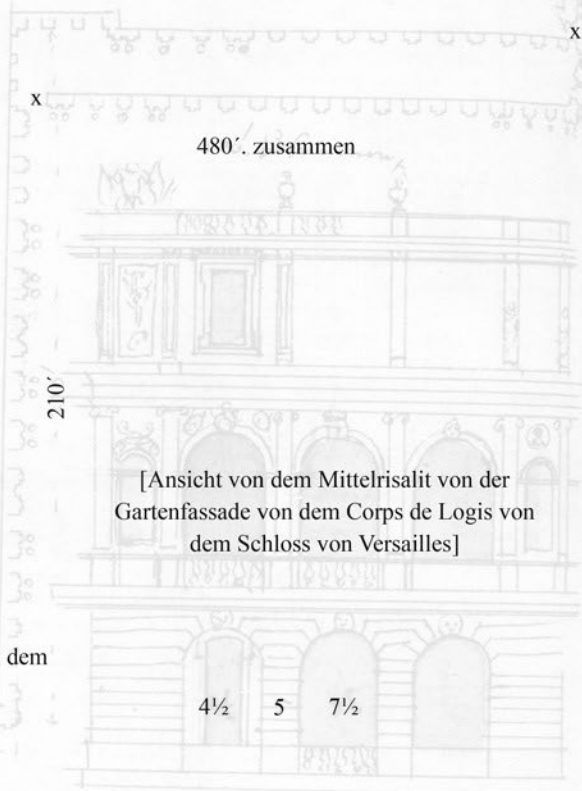 x
x
480´. zusammen
210´
[Ansicht von dem Mittelrisalit von der
Gartenfassade von dem Corps de Logis von
dem Schloss von Versailles]
dem
4½ 5 7½